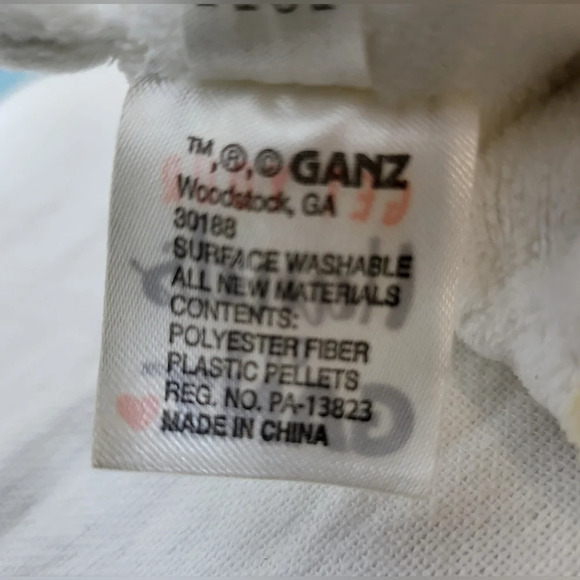 ™,®,© GANZ
Woodstock, GA
30188
SURFACE WASHABLE
ALL NEW MATERIALS
CONTENTS:
POLYESTER FIBER
PLASTIC PELLETS
REG. NO. PA-13823
MADE IN CHINA